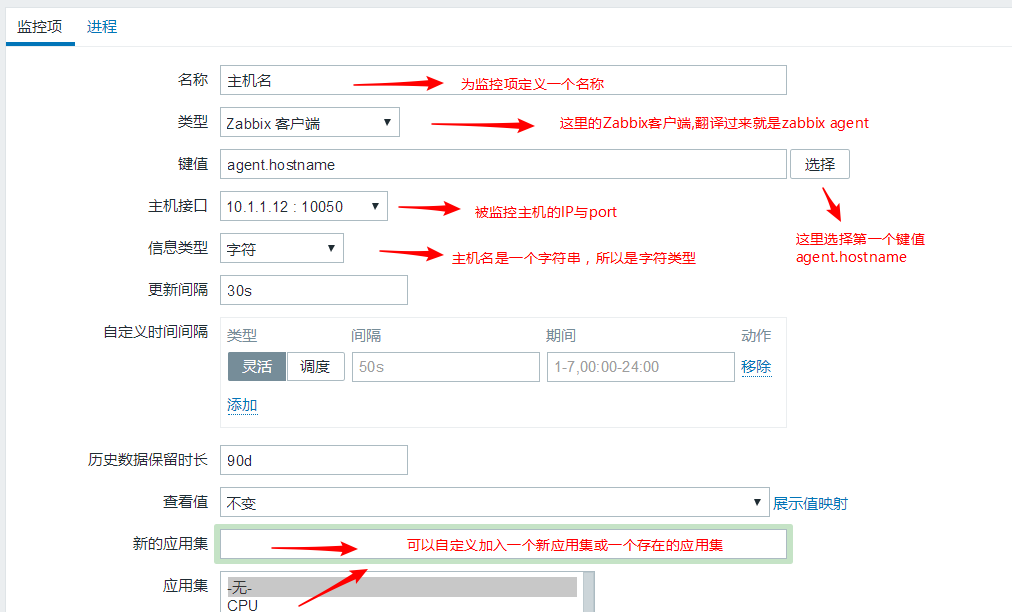 监控项 进程
名称 主机名 为监控项定义一个名称
类型 Zabbix 客户端 这里的Zabbix客户端,翻译过来就是zabbix agent
键值 agent.hostname 选择
主机接口 10.1.1.12 : 10050 被监控主机的IP与port
这里选择第一个键值
agent.hostname
信息类型 字符 主机名是一个字符串，所以是字符类型
更新间隔 30s
自定义时间间隔 类型 间隔 期间 动作
灵活 调度 50s 1-7,00:00-24:00 移除
添加
历史数据保留时长 90d
查看值 不变 展示值映射
新的应用集 可以自定义加入一个新应用集或一个存在的应用集
应用集 -无-
CPU